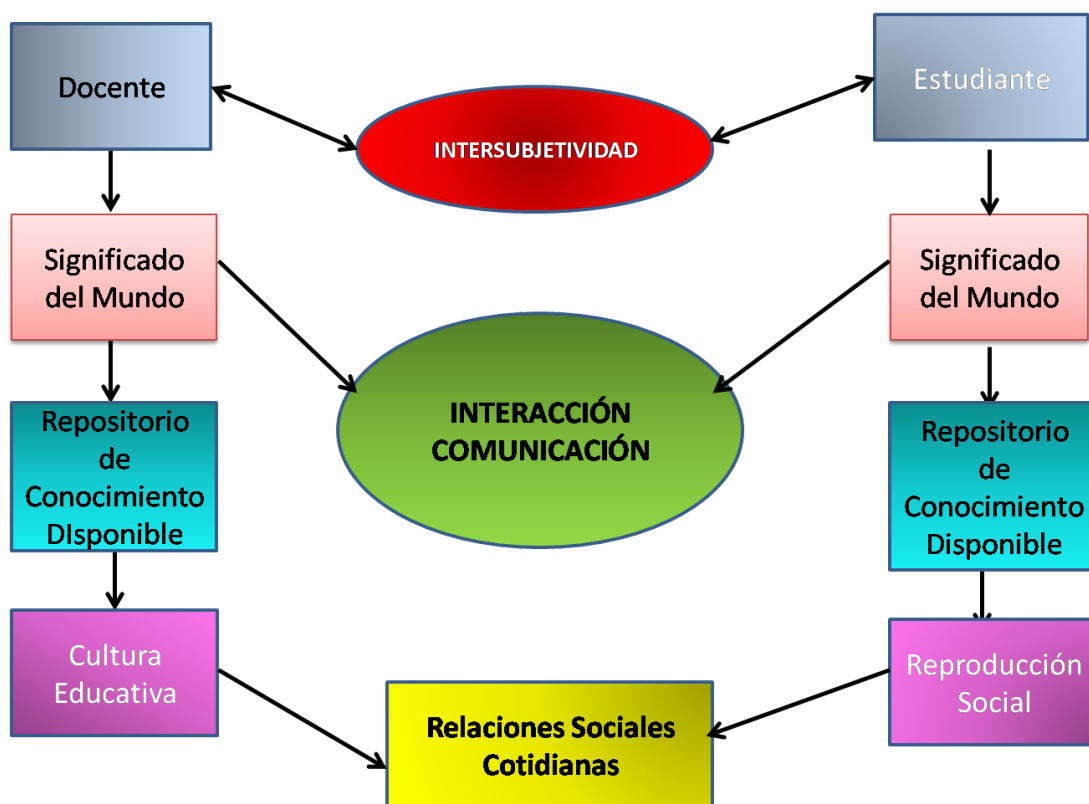 Docente
Estudiante
INTERSUBJETIVIDAD
Significado
del Mundo
Significado
del Mundo
INTERACCIÓN
COMUNICACIÓN
Repositorio
de
Conocimiento
DIsponible
Repositorio
de
Conocimiento
Disponible
Cultura
Educativa
Reproducción
Social
Relaciones Sociales
Cotidianas